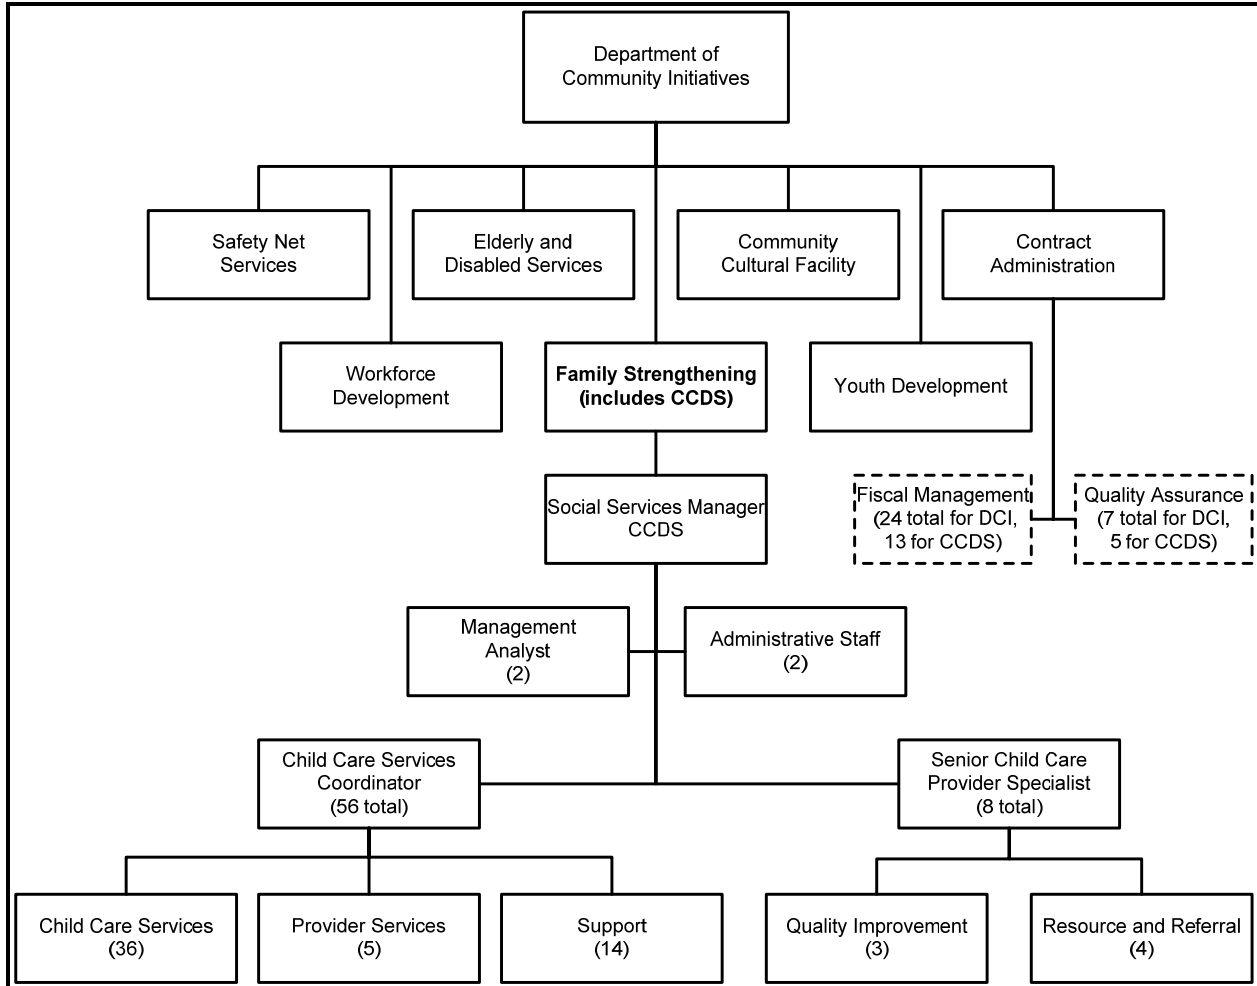 Department of
Community Initiatives
Safety Net
Services
Elderly and
Disabled Services
Community
Cultural Facility
Contract
Administration
Workforce
Development
Family Strengthening
(includes CCDS)
Youth Development
Social Services Manager
CCDS
Fiscal Management
(24 total for DCI,
13 for CCDS)
Quality Assurance
(7 total for DCI,
5 for CCDS)
Management
Analyst
(2)
Administrative Staff
(2)
Child Care Services
Coordinator
(56 total)
Senior Child Care
Provider Specialist
(8 total)
Child Care Services
(36)
Provider Services
(5)
Support
(14)
Quality Improvement
(3)
Resource and Referral
(4)